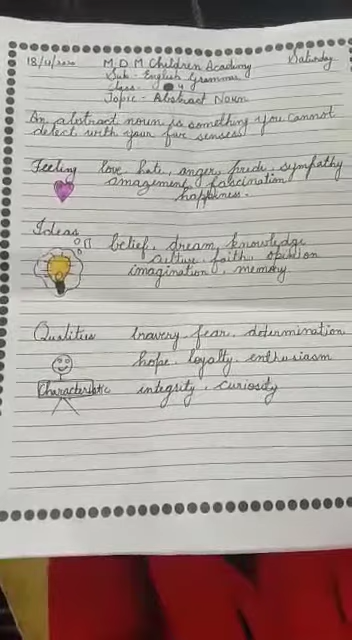 18/11/2020 M.D.M Children Academy Saturday
Sub - English Grammar
Class - 4
Topic - Abstract Noun
An abstract noun is something you cannot
detect with your five senses
Feeling love, hate, anger, pride, sympathy
amagement, fascination
happiness.
Ideas
belief, dream, knowledge
culture, faith, opinion
imagination, memory
Qualities bravery, fear, determination
hope, loyalty, enthusiasm
Characteristic integrity, curiosity